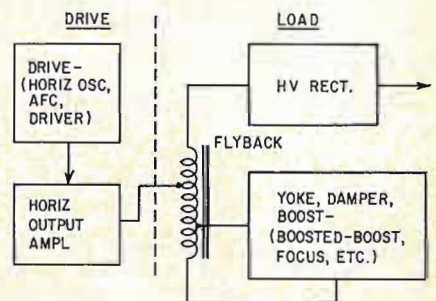 DRIVE
LOAD
DRIVE-
(HORIZ OSC,
AFC,
DRIVER)
HV RECT.
FLYBACK
HORIZ
OUTPUT
AMPL
YOKE, DAMPER,
BOOST-
(BOOSTED-BOOST,
FOCUS, ETC.)